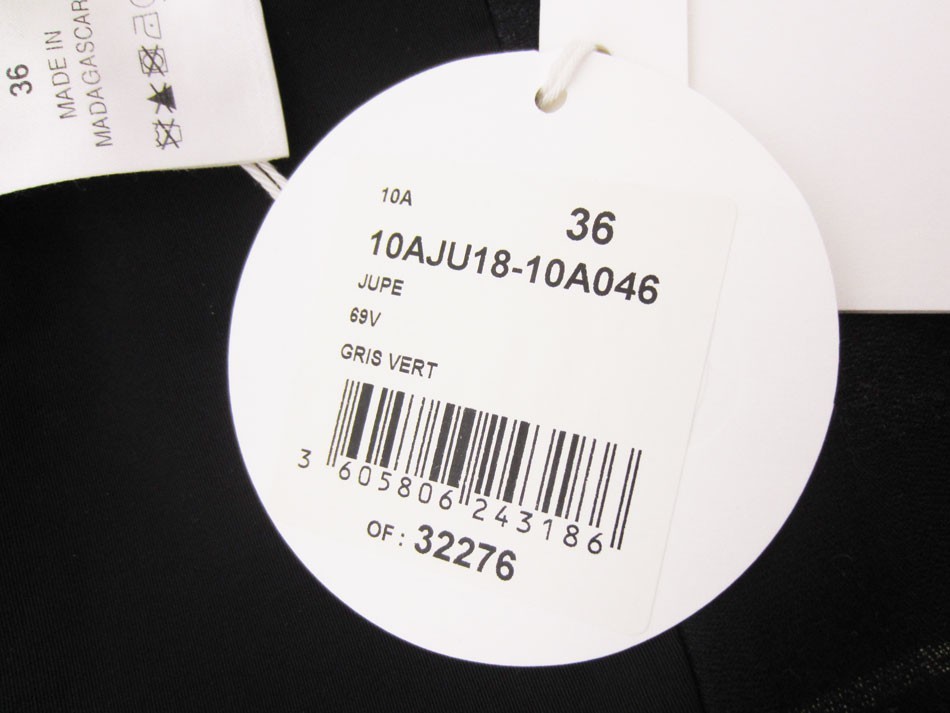 36
MADE IN
MADAGASCAR
10A
36
10AJU18-10A046
JUPE
69V
GRIS VERT
3 605806 243186
OF : 32276